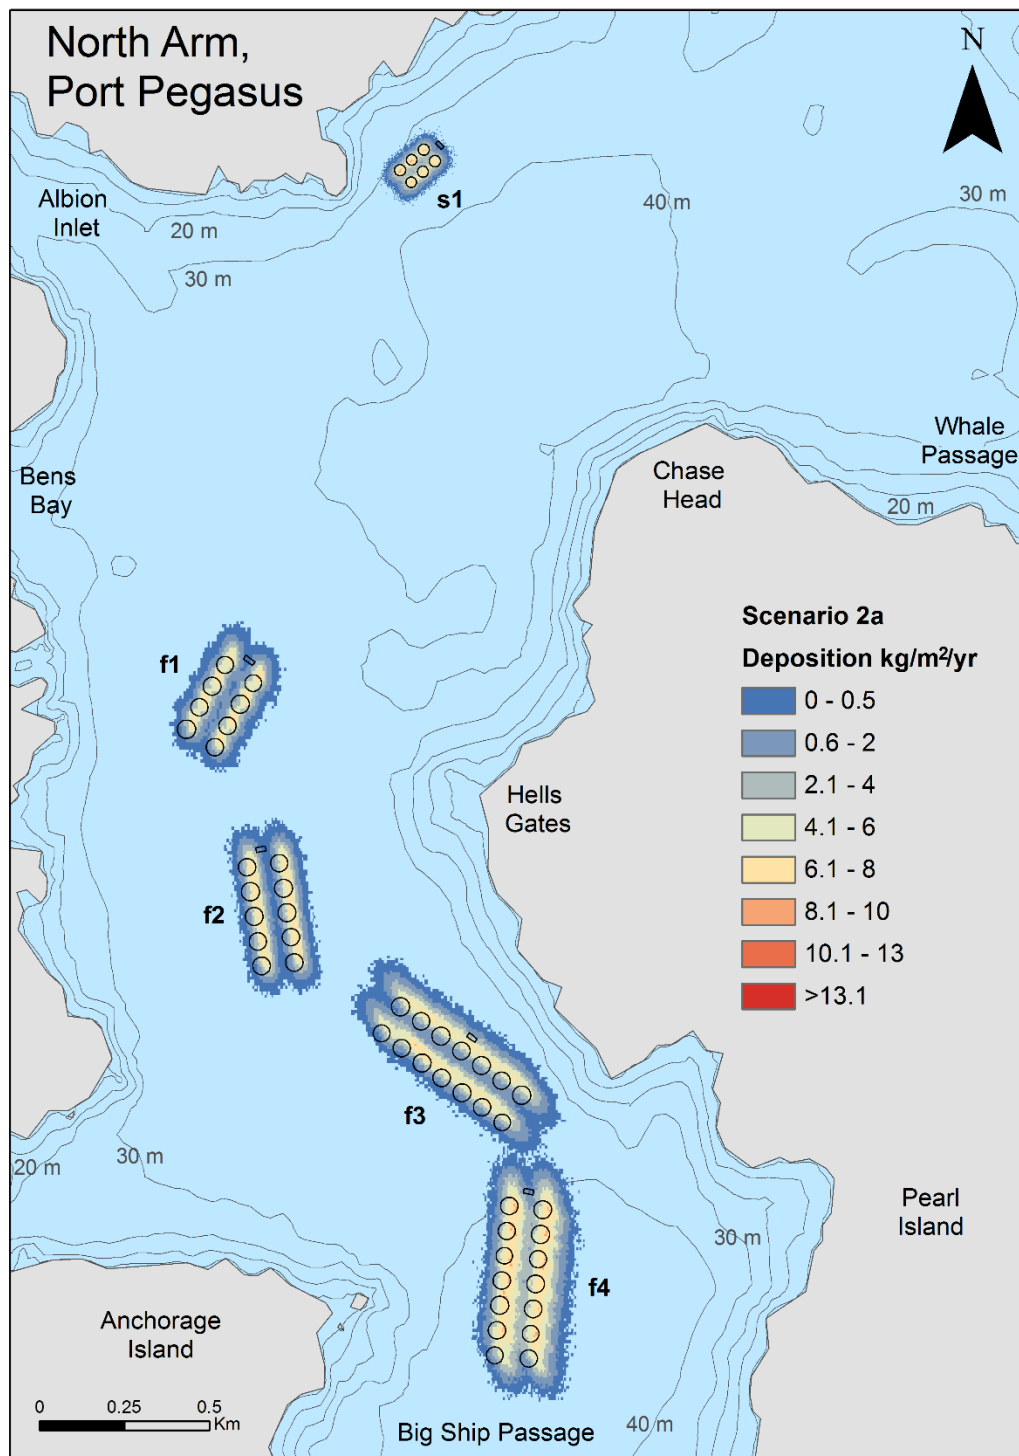 North Arm,
Port Pegasus
N
s1
Albion
Inlet
20 m
30 m
40 m
30 m
Whale
Passage
Chase
Head
20 m
Bens
Bay
Scenario 2a
Deposition kg/m²/yr
0 - 0.5
0.6 - 2
2.1 - 4
4.1 - 6
6.1 - 8
8.1 - 10
10.1 - 13
>13.1
f1
Hells
Gates
f2
f3
20 m
30 m
Pearl
Island
30 m
f4
Anchorage
Island
0 0.25 0.5
Km
Big Ship Passage
40 m